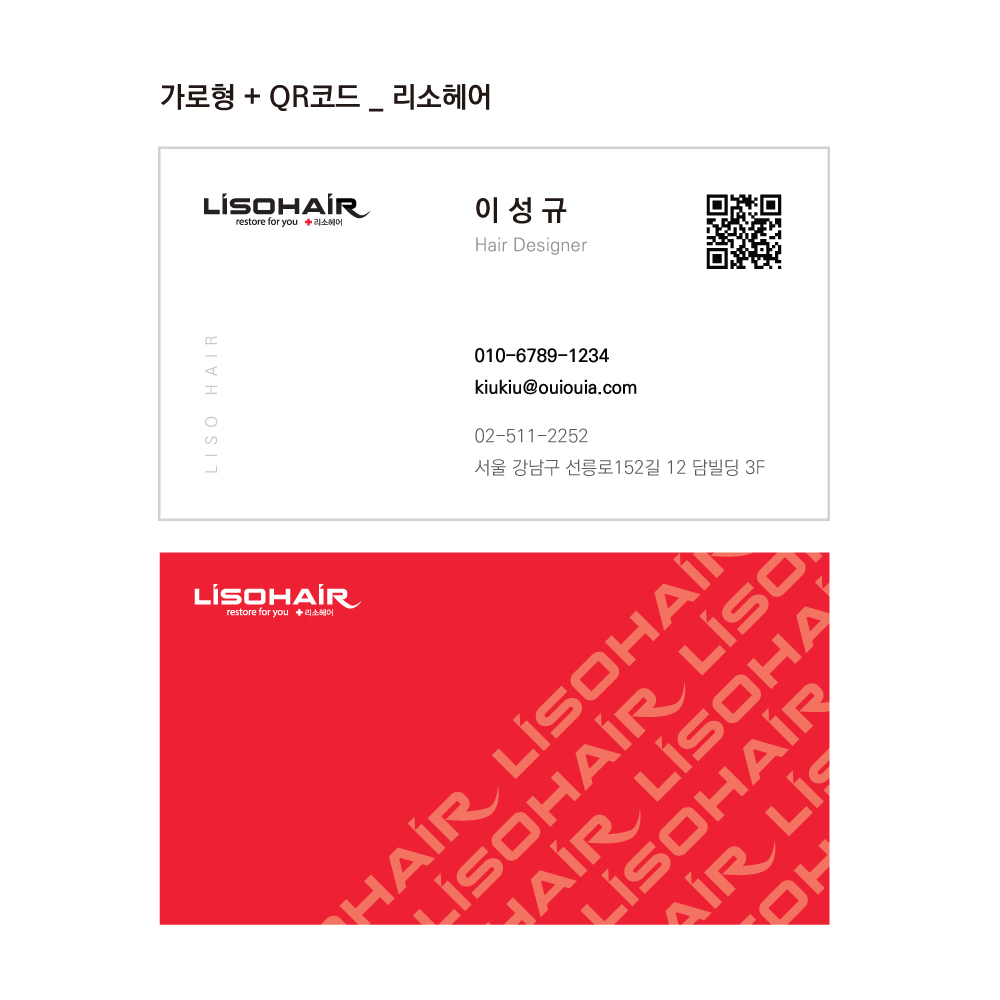 가로형 + QR코드 _ 리소헤어
LISOHAIR
restore for you + 리소헤어
이 성 규
Hair Designer
LISO HAIR
010-6789-1234
kiukiu@ouiouia.com
02-511-2252
서울 강남구 선릉로152길 12 담빌딩 3F
LISOHAIR
restore for you + 리소헤어
LISOHAIR LISOHAIR
LISOHAIR LISOHAIR
LISOHAIR LISOHAIR